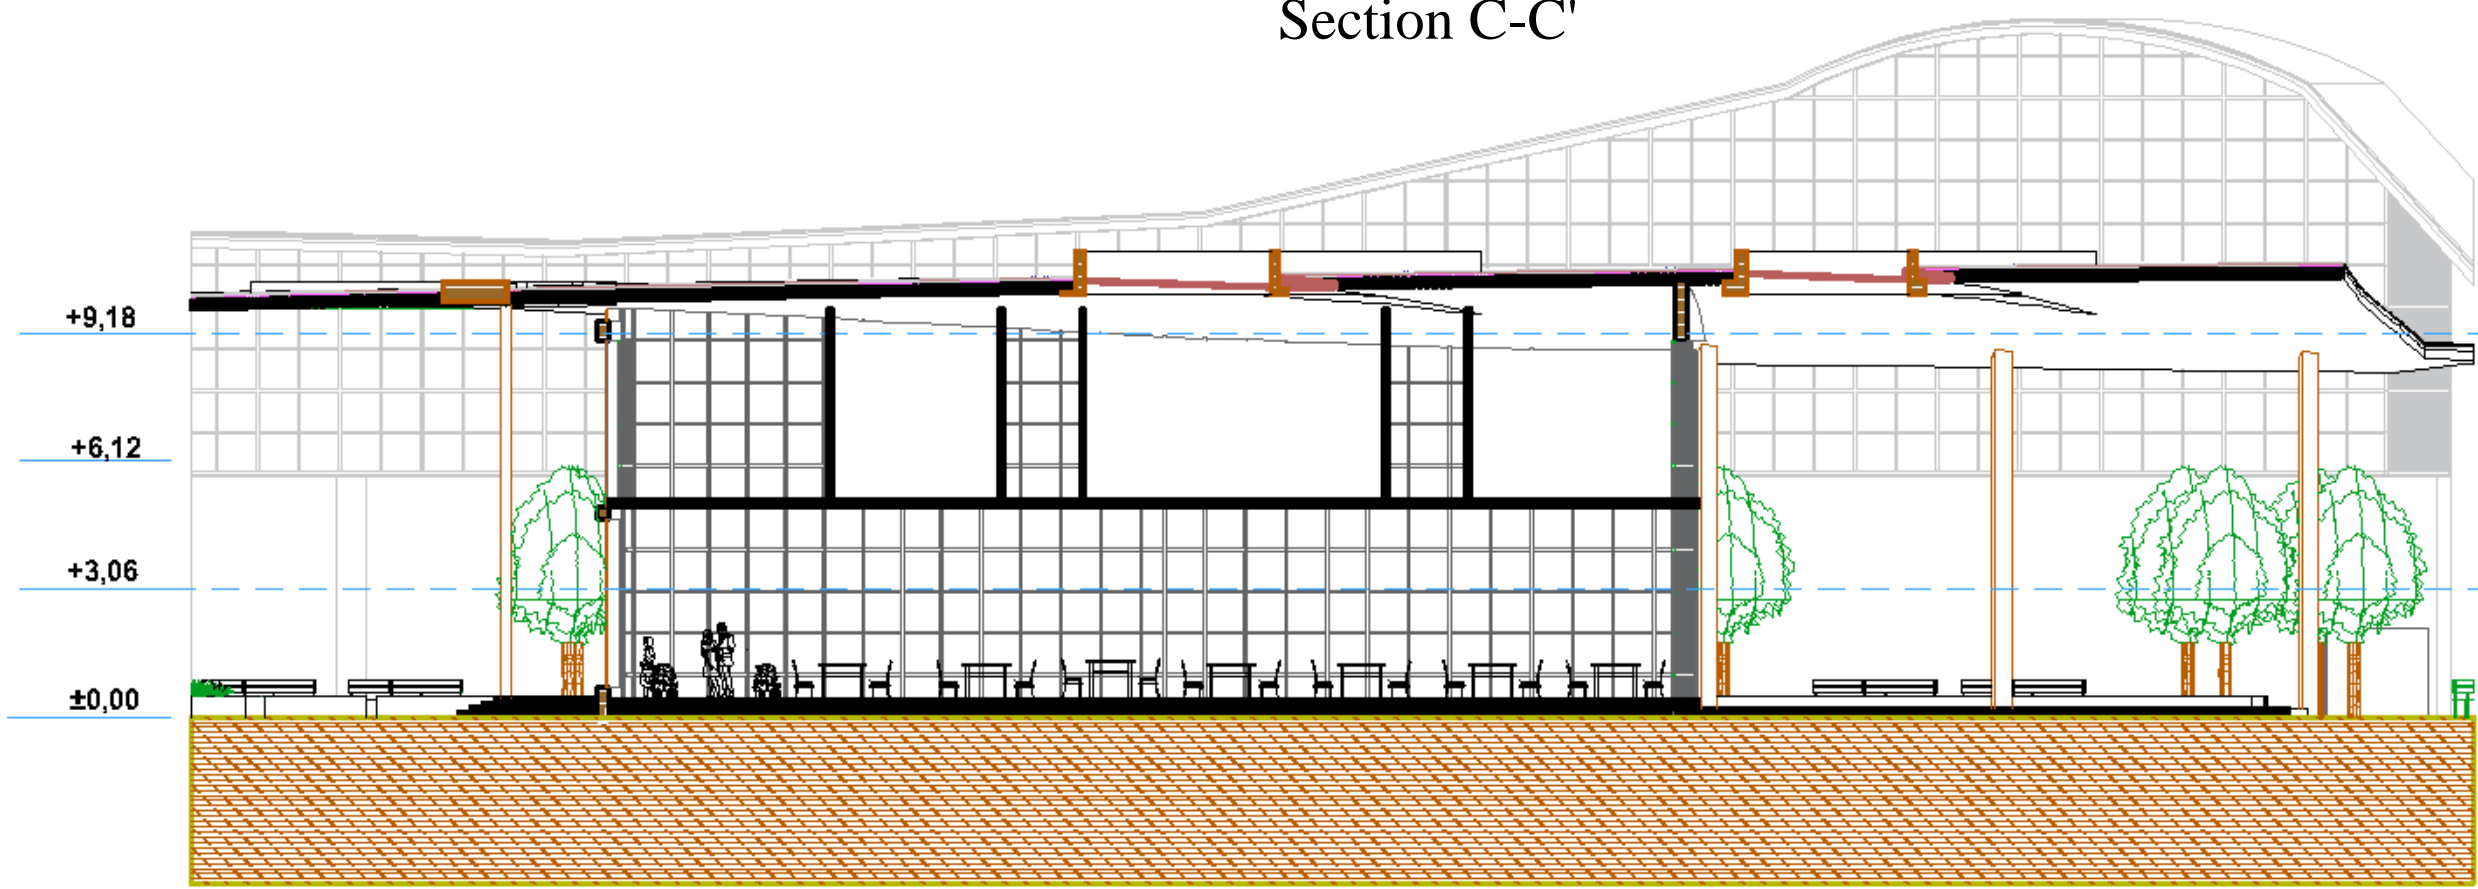 Section C-C'
+9,18
+6,12
+3,06
±0,00